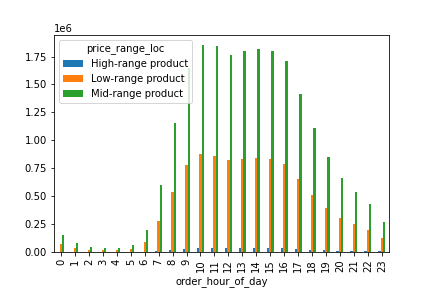 1e6
price_range_loc
High-range product
Low-range product
Mid-range product
1.75
1.50
1.25
1.00
0.75
0.50
0.25
0.00
0 1 2 3 4 5 6 7 8 9 10 11 12 13 14 15 16 17 18 19 20 21 22 23
order_hour_of_day